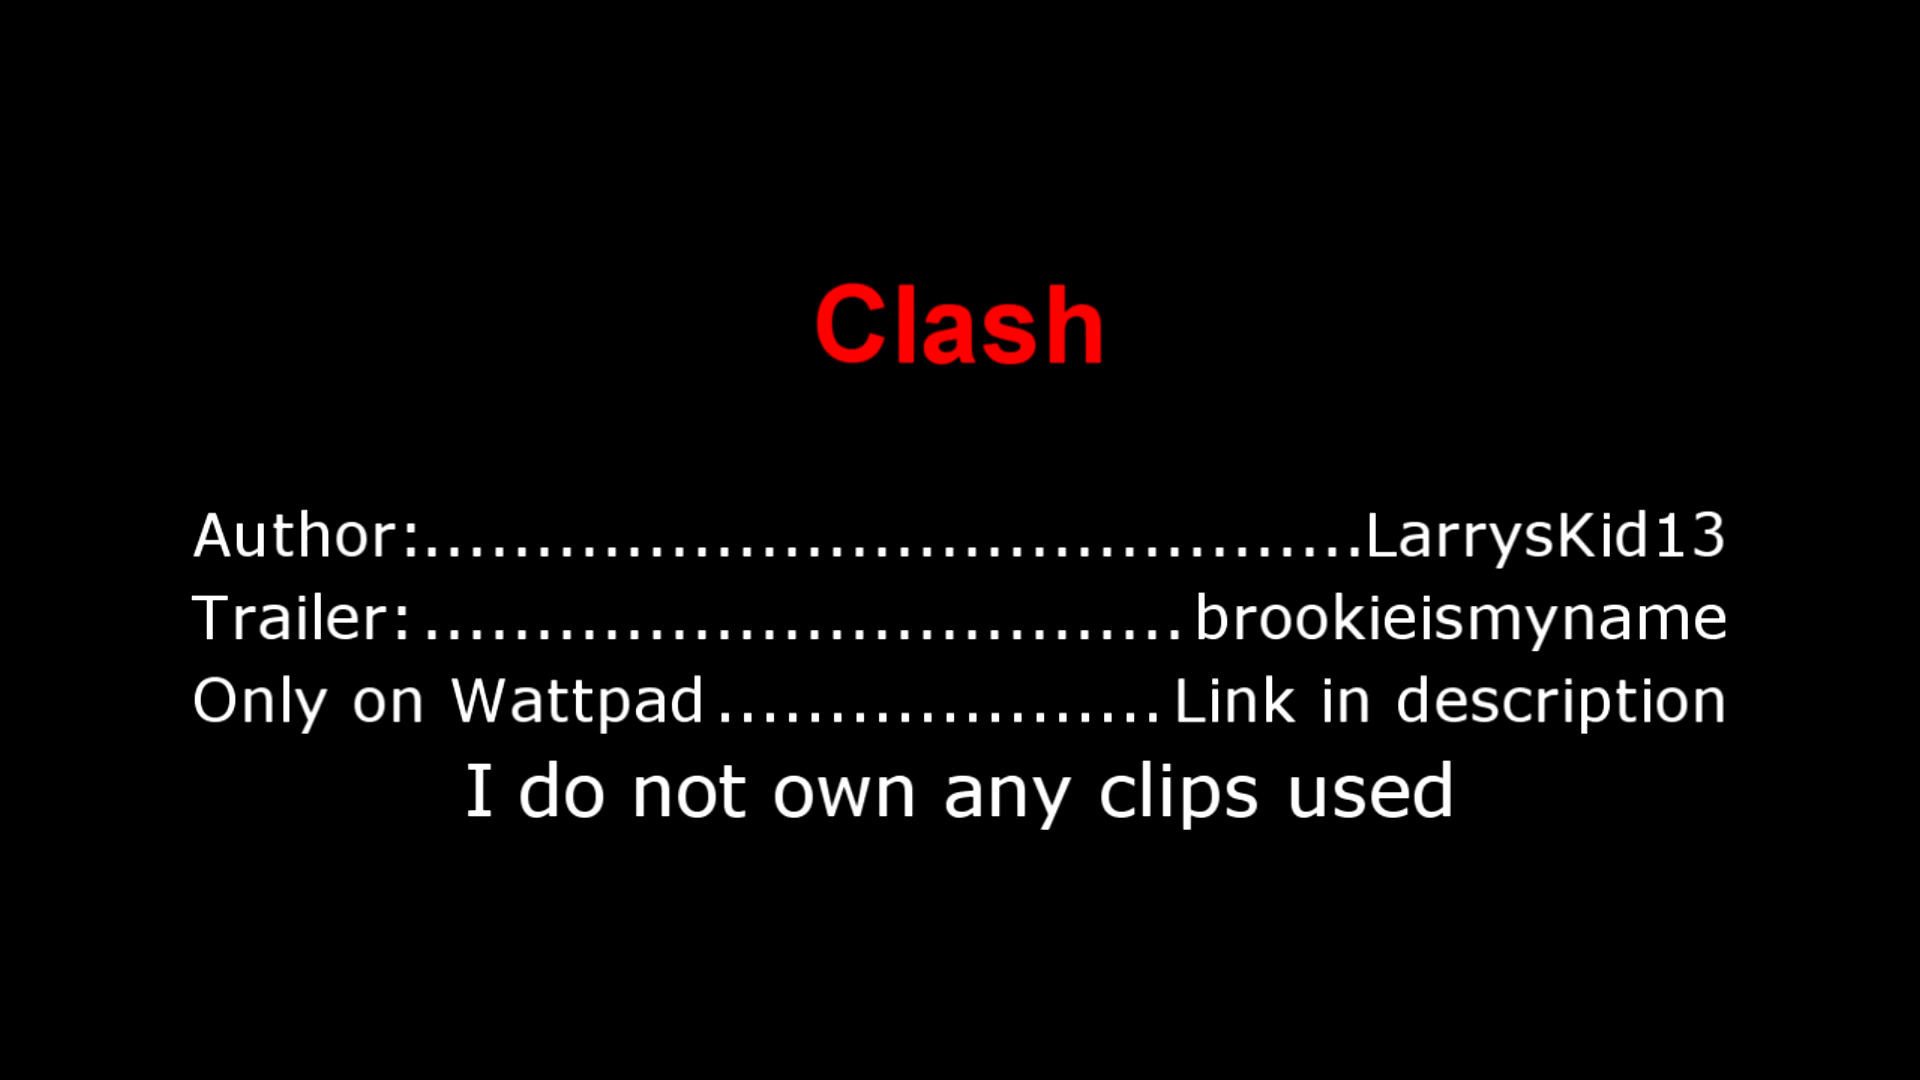 Clash
Author:..........................................LarrysKid13
Trailer:..................................brookieismyname
Only on Wattpad....................Link in description
I do not own any clips used